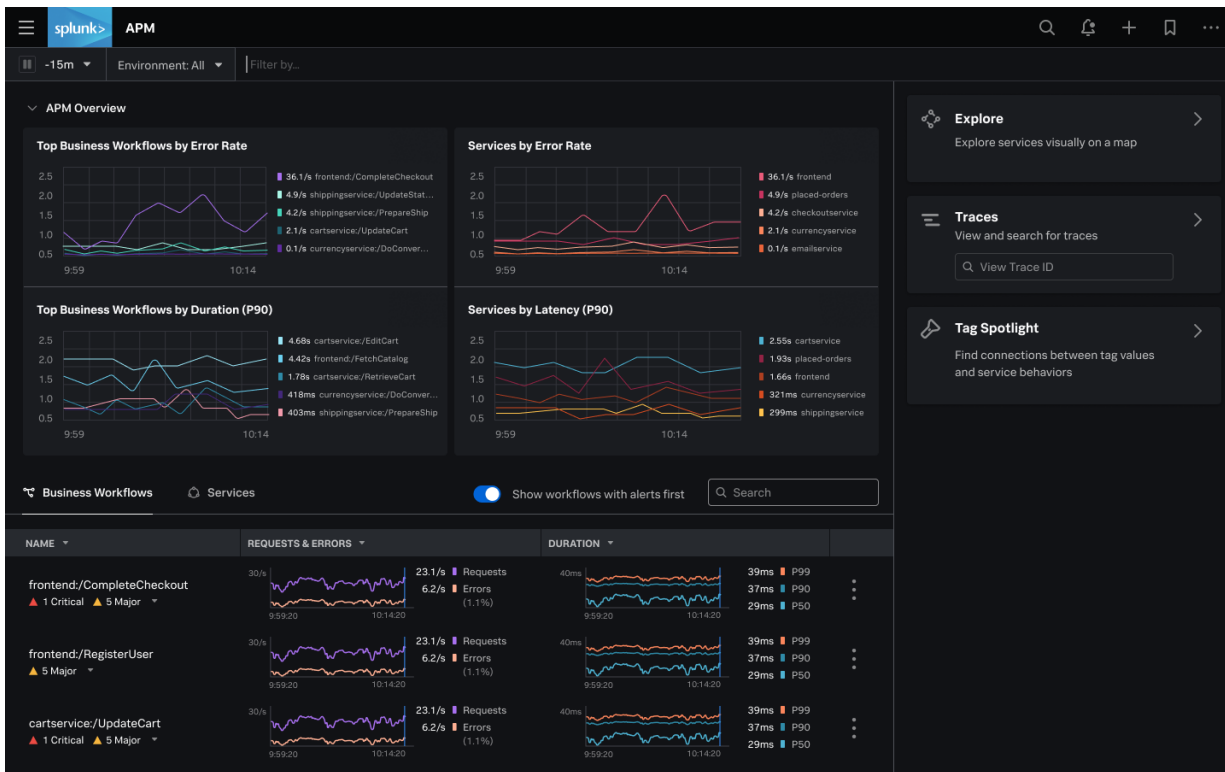 splunk> APM
-15m Environment: All Filter by...
APM Overview
Top Business Workflows by Error Rate
2.5
2.0
1.5
1.0
0.5
9:59 10:14
36.1/s frontend:/CompleteCheckout
4.9/s shippingservice:/UpdateStat...
4.2/s shippingservice:/PrepareShip
2.1/s cartservice:/UpdateCart
0.1/s currencyservice:/DoConver...
Services by Error Rate
2.5
2.0
1.5
1.0
0.5
9:59 10:14
36.1/s frontend
4.9/s placed-orders
4.2/s checkoutservice
2.1/s currencyservice
0.1/s emailservice
Top Business Workflows by Duration (P90)
2.5
2.0
1.5
1.0
0.5
9:59 10:14
4.68s cartservice:/EditCart
4.42s frontend:/FetchCatalog
1.78s cartservice:/RetrieveCart
418ms currencyservice:/DoConver...
403ms shippingservice:/PrepareShip
Services by Latency (P90)
2.5
2.0
1.5
1.0
0.5
9:59 10:14
2.55s cartservice
1.93s placed-orders
1.66s frontend
321ms currencyservice
299ms shippingservice
Explore
Explore services visually on a map
Traces
View and search for traces
View Trace ID
Tag Spotlight
Find connections between tag values
and service behaviors
Business Workflows Services Show workflows with alerts first Search
NAME REQUESTS & ERRORS DURATION
frontend:/CompleteCheckout
1 Critical 5 Major
30/s
9:59:20 10:14:20
23.1/s Requests
6.2/s Errors
(1.1%)
40ms
9:59:20 10:14:20
39ms P99
37ms P90
29ms P50
frontend:/RegisterUser
5 Major
30/s
9:59:20 10:14:20
23.1/s Requests
6.2/s Errors
(1.1%)
40ms
9:59:20 10:14:20
39ms P99
37ms P90
29ms P50
cartservice:/UpdateCart
1 Critical 5 Major
30/s
9:59:20 10:14:20
23.1/s Requests
6.2/s Errors
(1.1%)
40ms
9:59:20 10:14:20
39ms P99
37ms P90
29ms P50